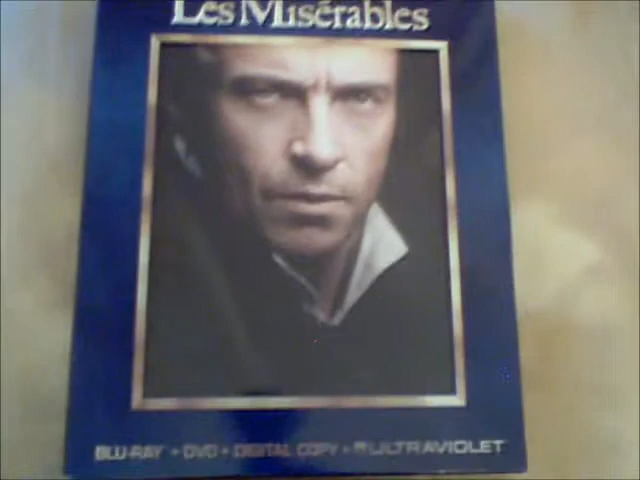 Les Misérables
BLU-RAY + DVD + DIGITAL COPY + ULTRAVIOLET